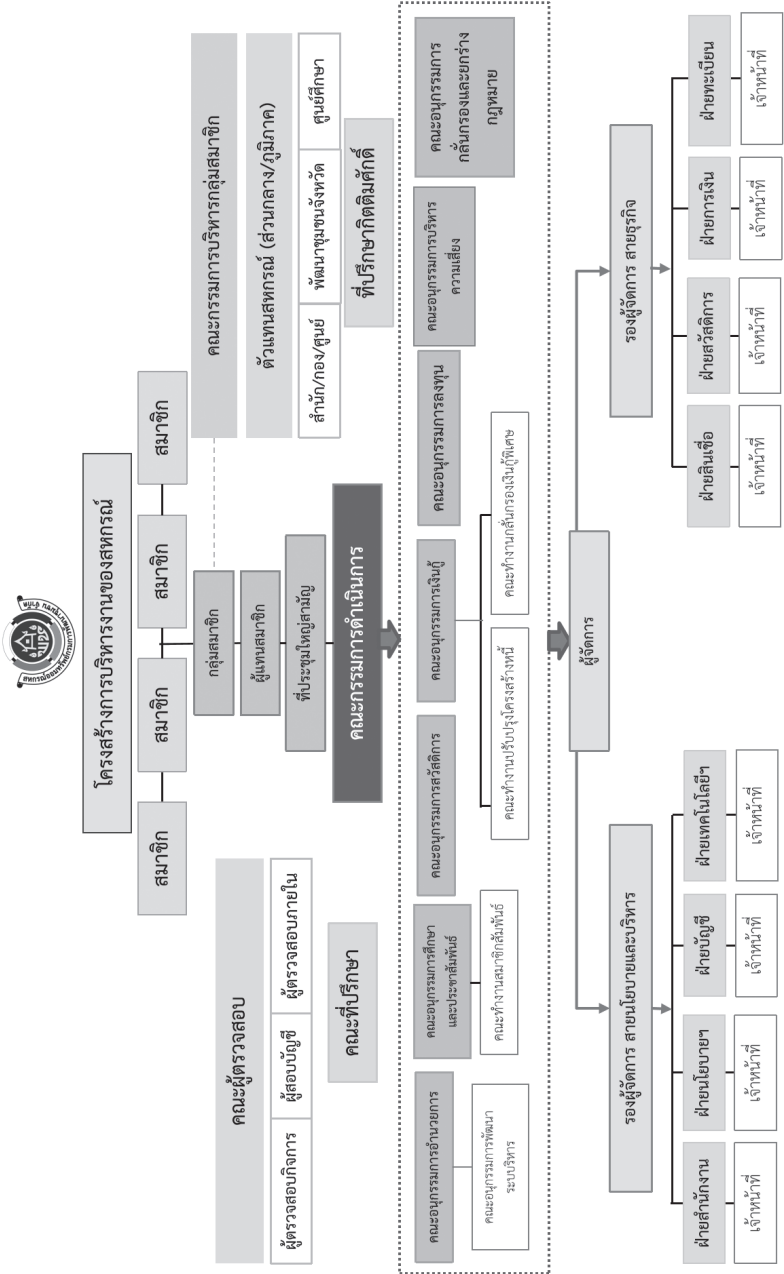 โครงสร้างการบริหารงานของสหกรณ์
สมาชิก
สมาชิก
สมาชิก
สมาชิก
คณะผู้ตรวจสอบ
ผู้ตรวจสอบกิจการ
ผู้สอบบัญชี
ผู้ตรวจสอบภายใน
คณะที่ปรึกษา
กลุ่มสมาชิก
ผู้แทนสมาชิก
ที่ประชุมใหญ่สามัญ
คณะกรรมการดำเนินการ
คณะกรรมการบริหารกลุ่มสมาชิก
ตัวแทนสหกรณ์ (ส่วนกลาง/ภูมิภาค)
สำนัก/กอง/ศูนย์
พัฒนาชุมชนจังหวัด
ศูนย์ศึกษา
ที่ปรึกษากิตติมศักดิ์
คณะอนุกรรมการอำนวยการ
คณะอนุกรรมการพัฒนา
ระบบบริหาร
คณะอนุกรรมการศึกษา
และประชาสัมพันธ์
คณะทำงานสมาชิกสัมพันธ์
คณะอนุกรรมการสวัสดิการ
คณะอนุกรรมการเงินกู้
คณะทำงานปรับปรุงโครงสร้างหนี้
คณะทำงานกลั่นกรองเงินกู้พิเศษ
คณะอนุกรรมการลงทุน
คณะอนุกรรมการบริหาร
ความเสี่ยง
คณะอนุกรรมการ
กลั่นกรองและยกร่าง
กฎหมาย
ผู้จัดการ
รองผู้จัดการ สายนโยบายและบริหาร
ฝ่ายสำนักงาน
เจ้าหน้าที่
ฝ่ายนโยบายฯ
เจ้าหน้าที่
ฝ่ายบัญชี
เจ้าหน้าที่
ฝ่ายเทคโนโลยีฯ
เจ้าหน้าที่
รองผู้จัดการ สายธุรกิจ
ฝ่ายสินเชื่อ
เจ้าหน้าที่
ฝ่ายสวัสดิการ
เจ้าหน้าที่
ฝ่ายการเงิน
เจ้าหน้าที่
ฝ่ายทะเบียน
เจ้าหน้าที่